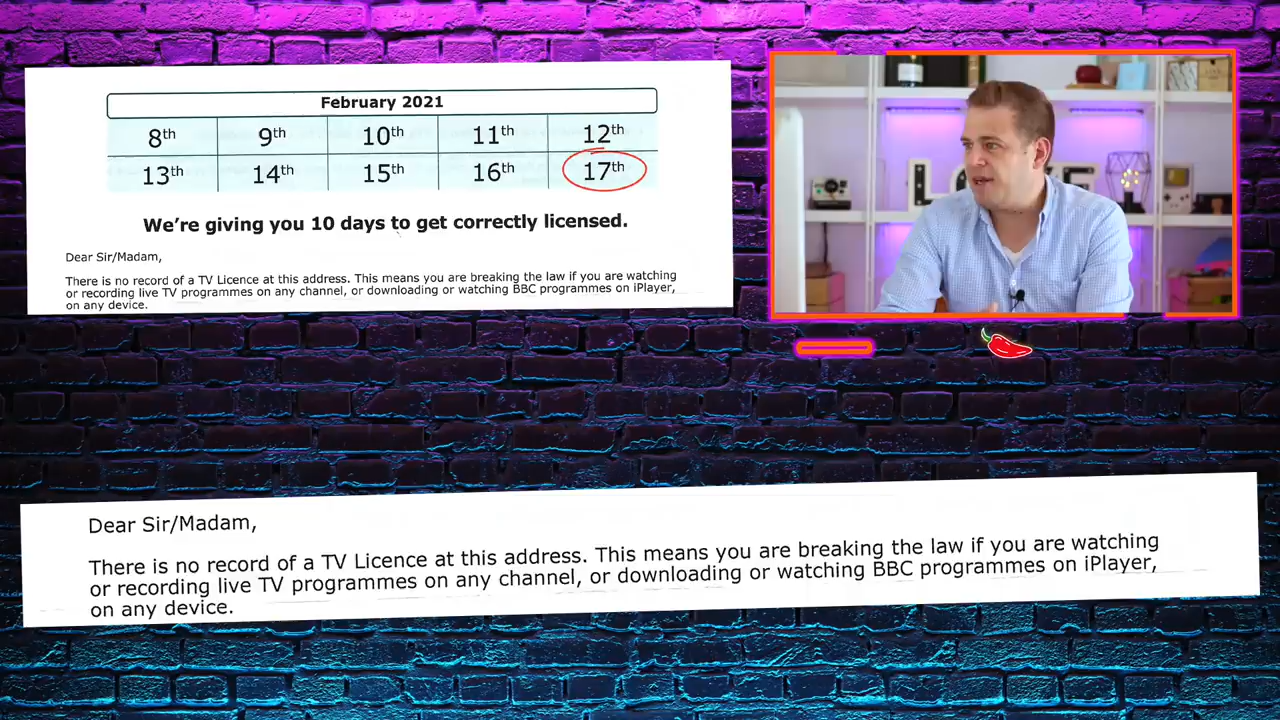 February 2021
8th 9th 10th 11th 12th
13th 14th 15th 16th 17th
We're giving you 10 days to get correctly licensed.
Dear Sir/Madam,
There is no record of a TV Licence at this address. This means you are breaking the law if you are watching
or recording live TV programmes on any channel, or downloading or watching BBC programmes on iPlayer,
on any device.
Dear Sir/Madam,
There is no record of a TV Licence at this address. This means you are breaking the law if you are watching
or recording live TV programmes on any channel, or downloading or watching BBC programmes on iPlayer,
on any device.